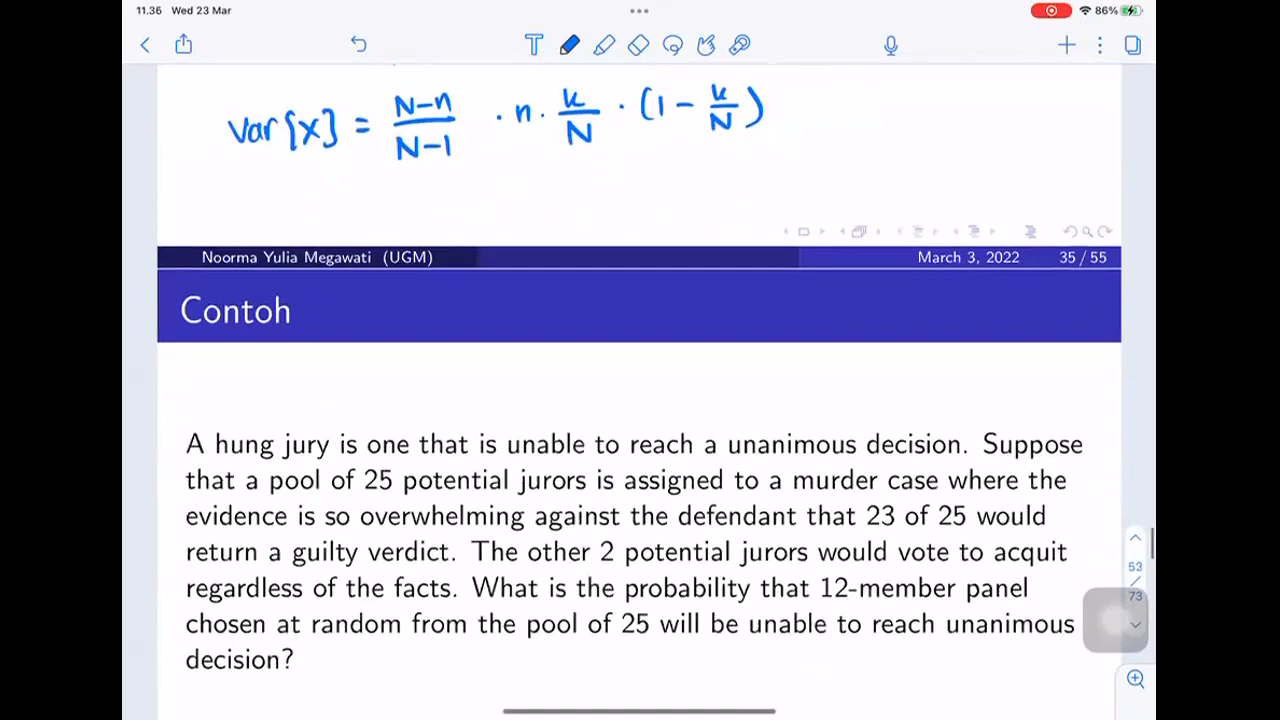 11.36 Wed 23 Mar
86%
Var[X] = N-n/N-1 · n · k/N · (1 - k/N)
Noorma Yulia Megawati (UGM) March 3, 2022 35 / 55
Contoh
A hung jury is one that is unable to reach a unanimous decision. Suppose
that a pool of 25 potential jurors is assigned to a murder case where the
evidence is so overwhelming against the defendant that 23 of 25 would
return a guilty verdict. The other 2 potential jurors would vote to acquit
regardless of the facts. What is the probability that 12-member panel
chosen at random from the pool of 25 will be unable to reach unanimous
decision?
53
/
73